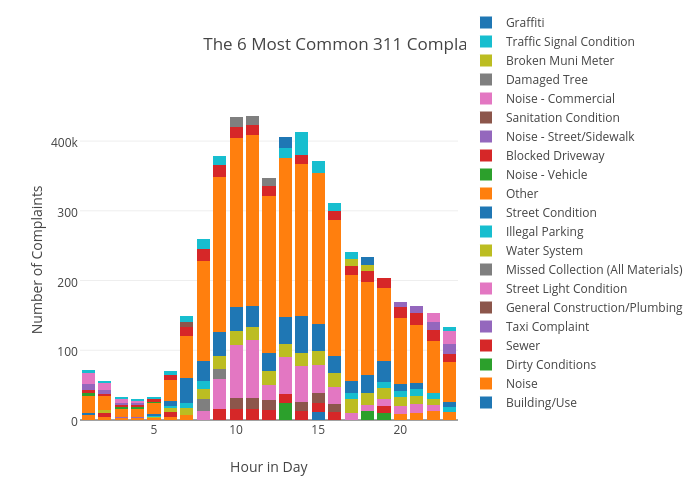 The 6 Most Common 311 Compla
Graffiti
Traffic Signal Condition
Broken Muni Meter
Damaged Tree
Noise - Commercial
Sanitation Condition
Noise - Street/Sidewalk
Blocked Driveway
Noise - Vehicle
Other
Street Condition
Illegal Parking
Water System
Missed Collection (All Materials)
Street Light Condition
General Construction/Plumbing
Taxi Complaint
Sewer
Dirty Conditions
Noise
Building/Use
Number of Complaints
400k
300
200
100
0
5
10
15
20
Hour in Day